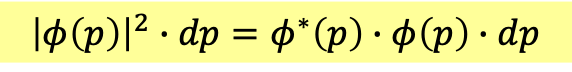 |ϕ(p)|² · dp = ϕ*(p) · ϕ(p) · dp